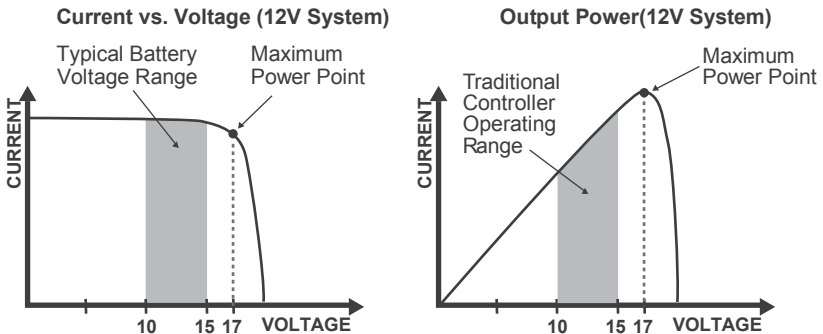 Current vs. Voltage (12V System)
Typical Battery
Voltage Range
Maximum
Power Point
CURRENT
10 15 17 VOLTAGE
Output Power(12V System)
Traditional
Controller
Operating
Range
Maximum
Power Point
CURRENT
10 15 17 VOLTAGE